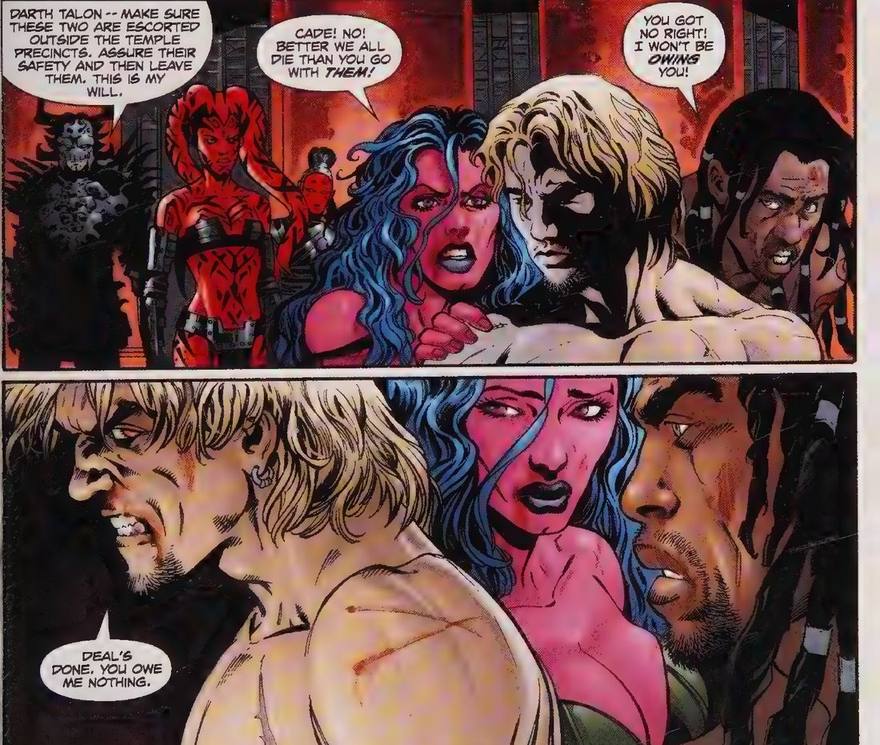 DARTH TALON -- MAKE SURE
THESE TWO ARE ESCORTED
OUTSIDE THE TEMPLE
PRECINCTS. ASSURE THEIR
SAFETY AND THEN LEAVE
THEM. THIS IS MY
WILL.
CADE! NO!
BETTER WE ALL
DIE THAN YOU GO
WITH THEM!
YOU GOT
NO RIGHT!
I WON'T BE
OWING
YOU!
DEAL'S
DONE. YOU OWE
ME NOTHING.